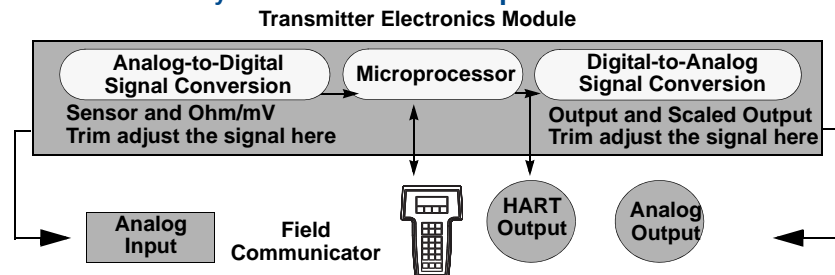 Transmitter Electronics Module
Analog-to-Digital
Signal Conversion
Microprocessor
Digital-to-Analog
Signal Conversion
Sensor and Ohm/mV
Trim adjust the signal here
Output and Scaled Output
Trim adjust the signal here
Analog
Input
Field
Communicator
HART
Output
Analog
Output